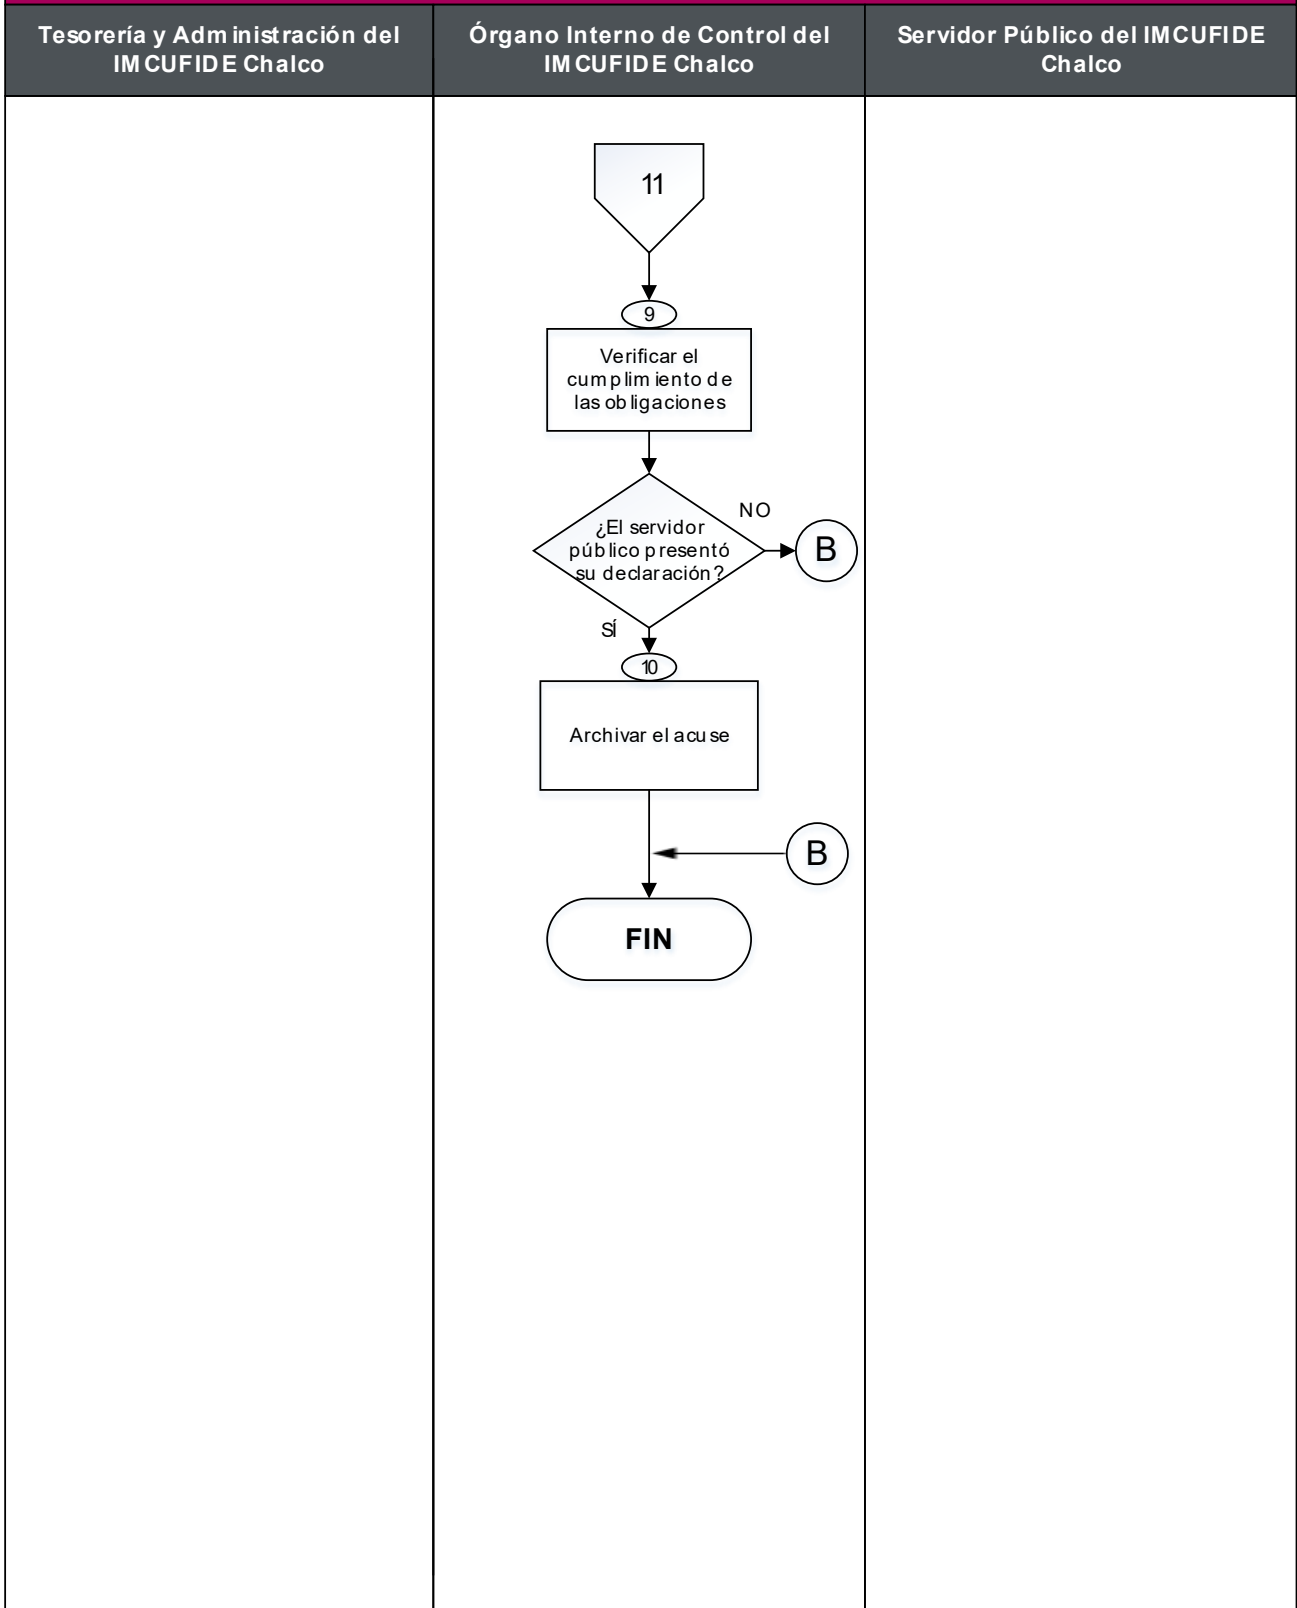 Tesorería y Administración del
IMCUFIDE Chalco
Órgano Interno de Control del
IMCUFIDE Chalco
Servidor Público del IMCUFIDE
Chalco
11
9
Verificar el
cumplimiento de
las obligaciones
¿El servidor
público presentó
su declaración?
NO
B
SÍ
10
Archivar el acuse
B
FIN